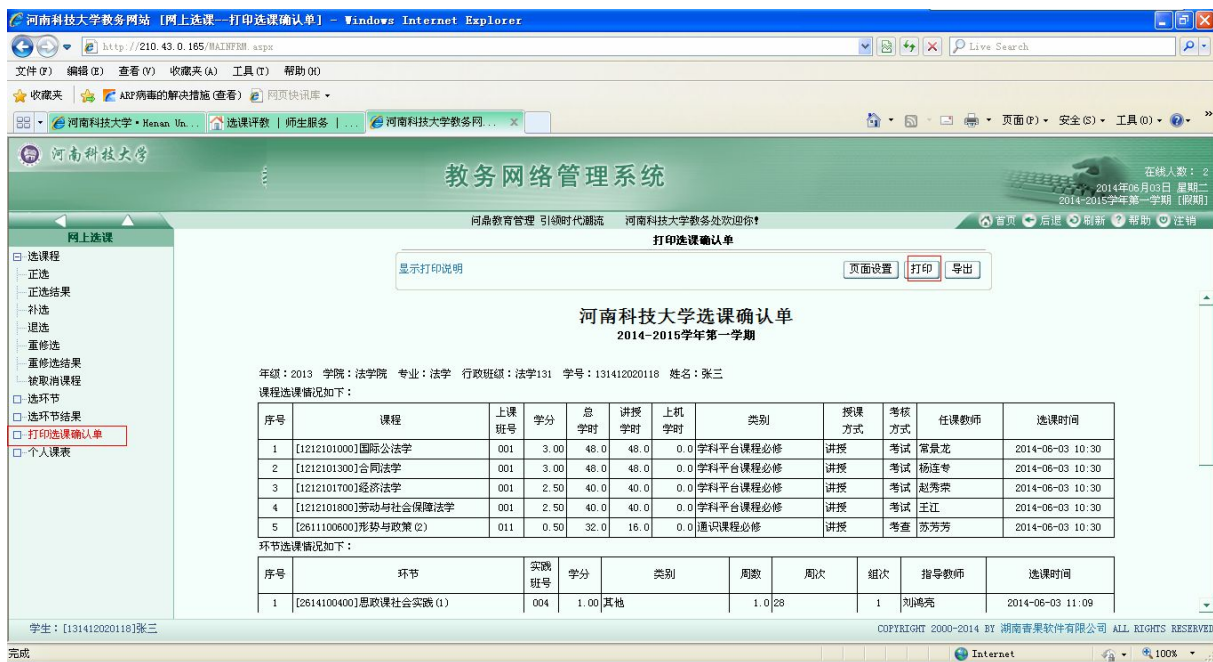 河南科技大学教务网站 [网上选课--打印选课确认单] - Windows Internet Explorer
http://210.43.0.165/MAINFRM.aspx
Live Search
文件(F) 编辑(E) 查看(V) 收藏夹(A) 工具(T) 帮助(H)
收藏夹 ARP病毒的解决措施(查看) 网页快讯库
河南科技大学·Henan Un... 选课评教 | 师生服务 | ... 河南科技大学教务网... X 页面(P) 安全(S) 工具(O) »
河南科技大学
教务网络管理系统
在线人数: 2
2014年06月03日 星期二
2014-2015学年第一学期 [假期]
问鼎教育管理 引领时代潮流 河南科技大学教务处欢迎你!
首页 后退 刷新 帮助 注销
网上选课
选课程
正选
正选结果
补选
退选
重修选
重修选结果
被取消课程
选环节
选环节结果
打印选课确认单
个人课表
打印选课确认单
显示打印说明 页面设置 打印 导出
河南科技大学选课确认单
2014-2015学年第一学期
年级:2013 学院:法学院 专业:法学 行政班级:法学131 学号:131412020118 姓名:张三
课程选课情况如下:
序号 课程 上课班号 学分 总学时 讲授学时 上机学时 类别 授课方式 考核方式 任课教师 选课时间
1 [1212101000]国际公法学 001 3.00 48.0 48.0 0.0 学科平台课程必修 讲授 考试 常景龙 2014-06-03 10:30
2 [1212101300]合同法学 001 3.00 48.0 48.0 0.0 学科平台课程必修 讲授 考试 杨连专 2014-06-03 10:30
3 [1212101700]经济法学 001 2.50 40.0 40.0 0.0 学科平台课程必修 讲授 考试 赵秀荣 2014-06-03 10:30
4 [1212101800]劳动与社会保障法学 001 2.50 40.0 40.0 0.0 学科平台课程必修 讲授 考试 王江 2014-06-03 10:30
5 [2611100600]形势与政策(2) 011 0.50 32.0 16.0 0.0 通识课程必修 讲授 考查 苏芳芳 2014-06-03 10:30
环节选课情况如下:
序号 环节 实践班号 学分 类别 周数 周次 组次 指导教师 选课时间
1 [2614100400]思政课社会实践(1) 004 1.00 其他 1.0 28 1 刘鸿亮 2014-06-03 11:09
学生:[131412020118]张三
COPYRIGHT 2000-2014 BY 湖南青果软件有限公司 ALL RIGHTS RESERVED
完成 Internet 100%